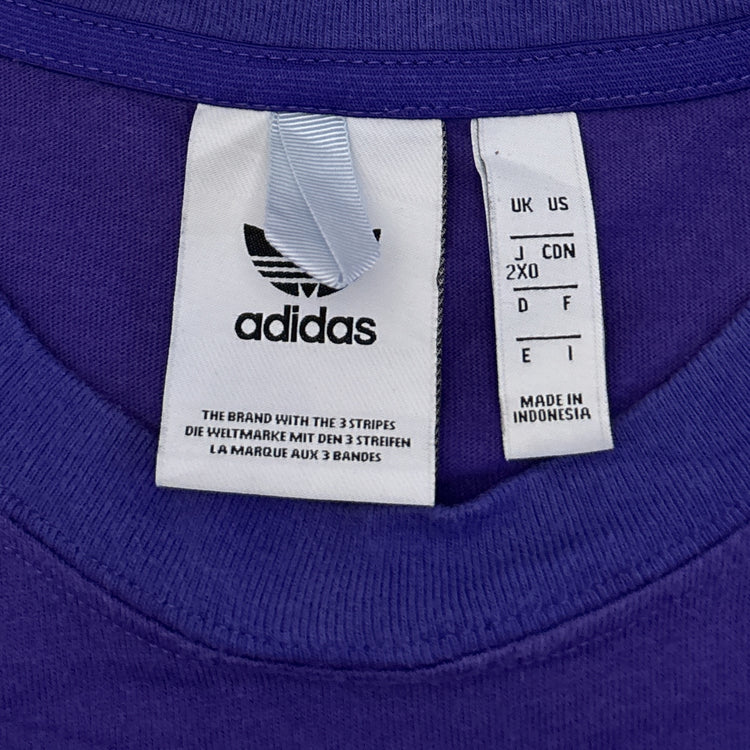 adidas
THE BRAND WITH THE 3 STRIPES
DIE WELTMARKE MIT DEN 3 STREIFEN
LA MARQUE AUX 3 BANDES
UK US
J CDN
2XO
D F
E I
MADE IN
INDONESIA